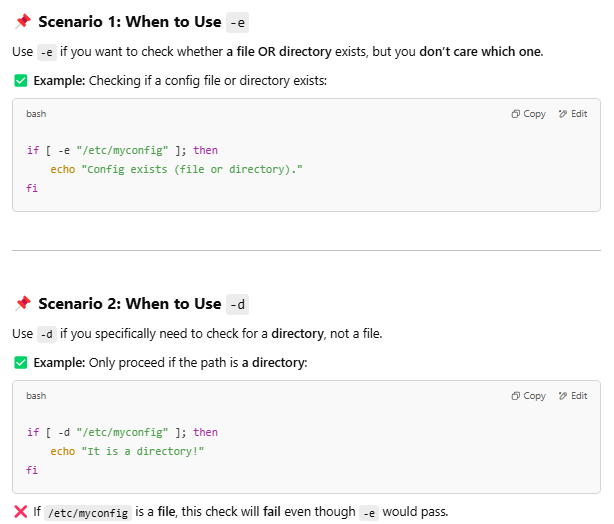 📌 Scenario 1: When to Use -e
Use -e if you want to check whether a file OR directory exists, but you don't care which one.
✅ Example: Checking if a config file or directory exists:
bash Copy Edit
if [ -e "/etc/myconfig" ]; then
    echo "Config exists (file or directory)."
fi
📌 Scenario 2: When to Use -d
Use -d if you specifically need to check for a directory, not a file.
✅ Example: Only proceed if the path is a directory:
bash Copy Edit
if [ -d "/etc/myconfig" ]; then
    echo "It is a directory!"
fi
❌ If /etc/myconfig is a file, this check will fail even though -e would pass.